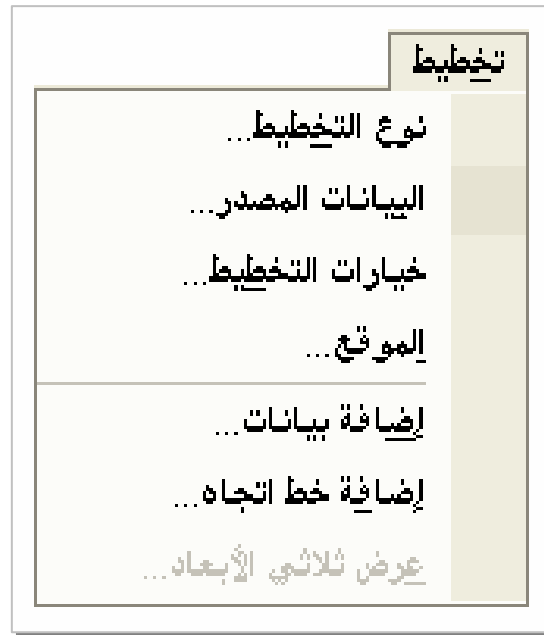 تخطيط
نوع التخطيط...
البيانات المصدر...
خيارات التخطيط...
الموقع...
إضافة بيانات...
إضافة خط اتجاه...
عرض ثلاثي الأبعاد...